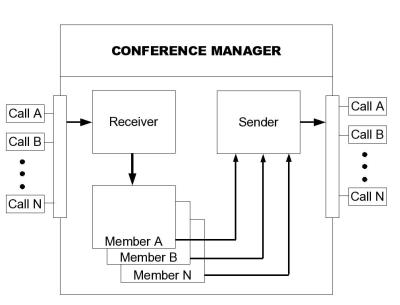 CONFERENCE MANAGER
Call A
Call B
Call N
Receiver
Sender
Member A
Member B
Member N
Call A
Call B
Call N